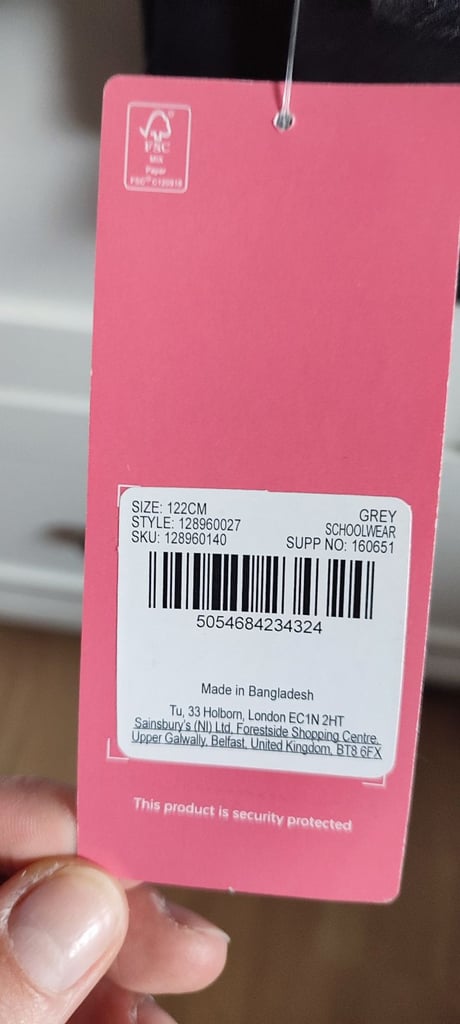 FSC
MIX
Paper
FSC™ C120818
SIZE: 122CM
STYLE: 128960027
SKU: 128960140
GREY
SCHOOLWEAR
SUPP NO: 160651
5054684234324
Made in Bangladesh
Tu, 33 Holborn, London EC1N 2HT
Sainsbury's (NI) Ltd, Forestside Shopping Centre,
Upper Galwally, Belfast, United Kingdom, BT8 6FX
This product is security protected